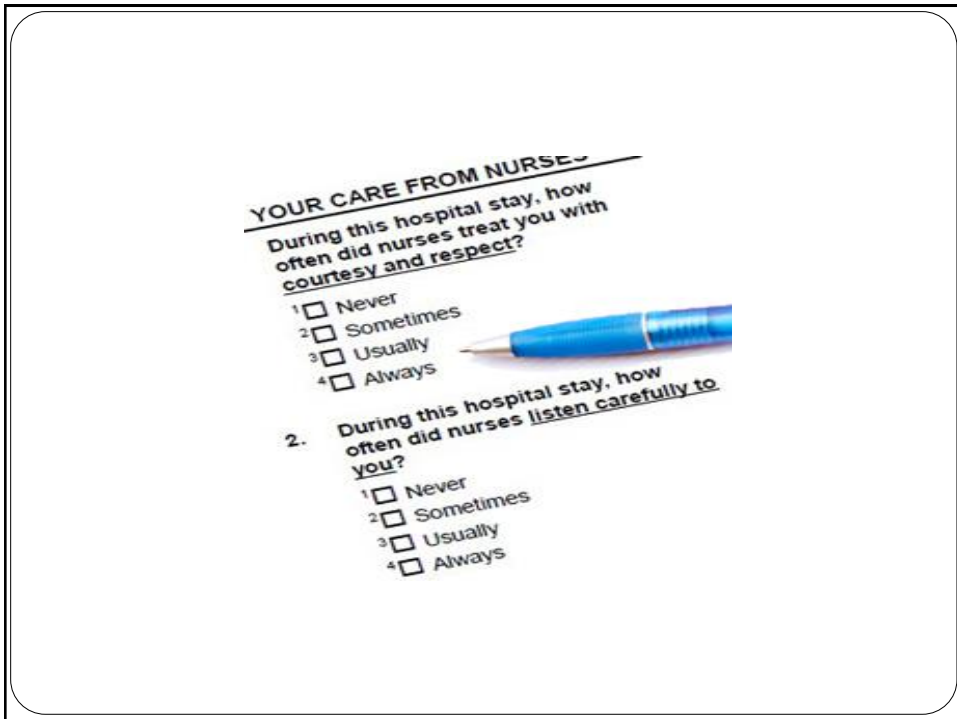 YOUR CARE FROM NURSES
During this hospital stay, how
often did nurses treat you with
courtesy and respect?
1 Never
2 Sometimes
3 Usually
4 Always
2. During this hospital stay, how
often did nurses listen carefully to
you?
1 Never
2 Sometimes
3 Usually
4 Always